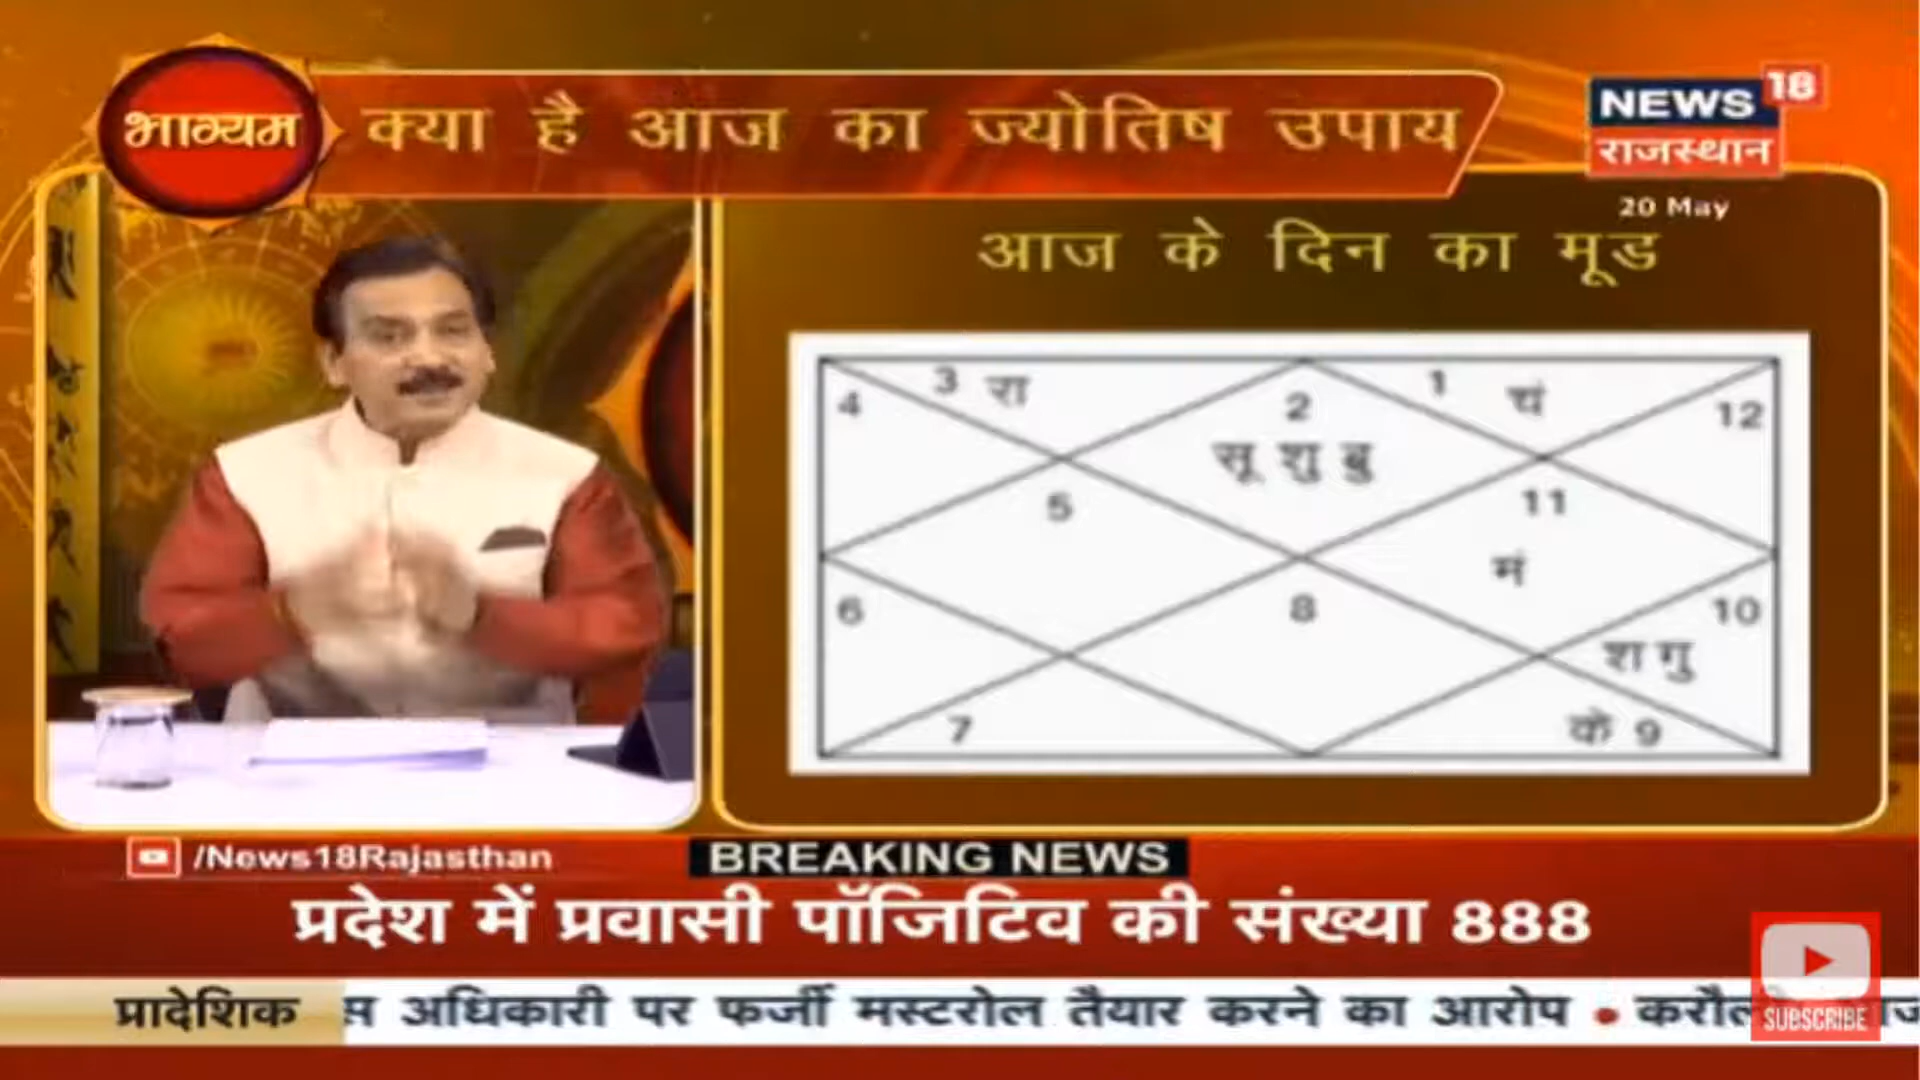 भाग्यम
क्या है आज का ज्योतिष उपाय
NEWS 18
राजस्थान
20 May
आज के दिन का मूड
3 रा
1 चं
4
2
12
सू शु बु
5
11
मं
6
8
10
श गु
7
के 9
/News18Rajasthan
BREAKING NEWS
प्रदेश में प्रवासी पॉजिटिव की संख्या 888
प्रादेशिक
अधिकारी पर फर्जी मस्टरोल तैयार करने का आरोप •
SUBSCRIBE